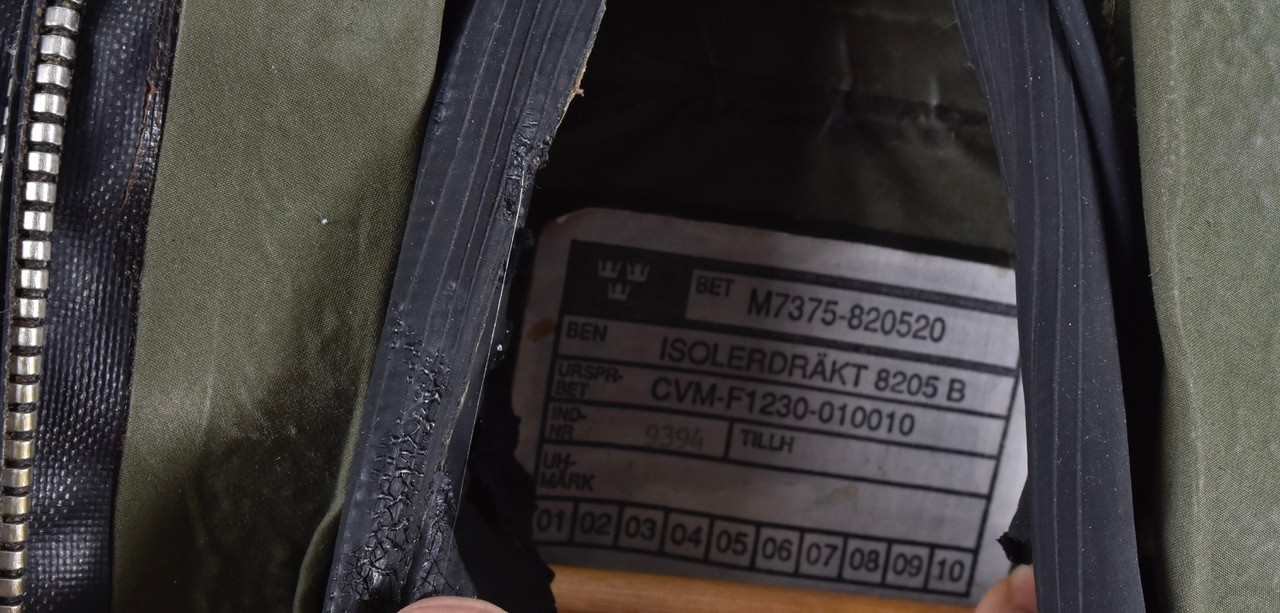 BET M7375-820520
BEN ISOLERDRÄKT 8205 B
URSPR-
BET CVM-F1230-010010
IND-
NR 9394 TILLH
UH-
MÄRK
01 02 03 04 05 06 07 08 09 10